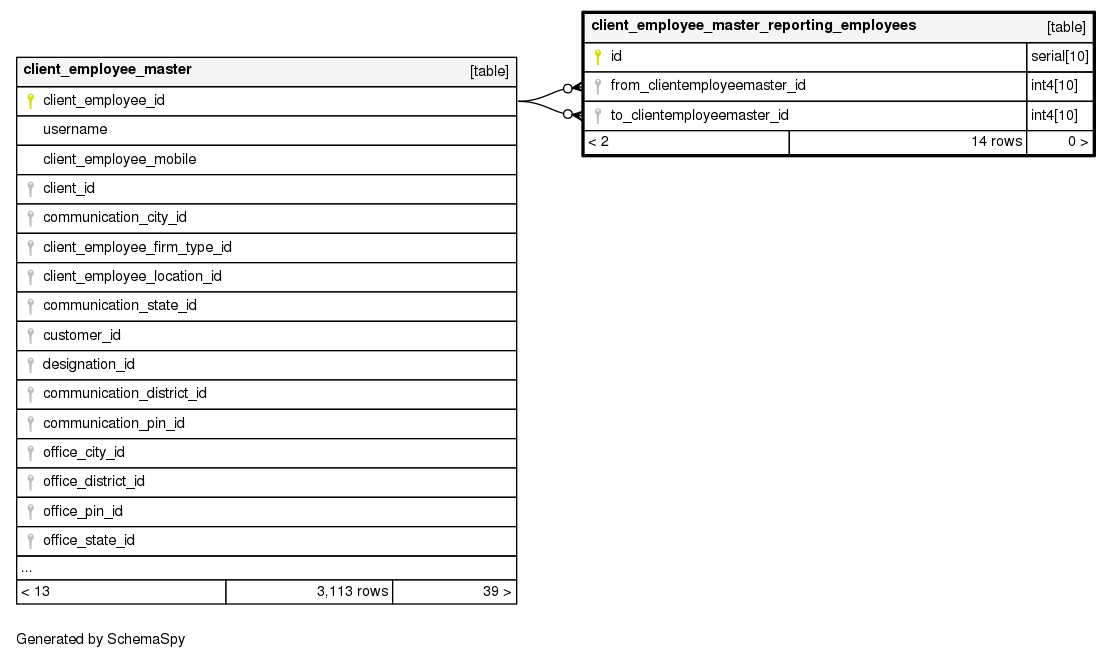 client_employee_master_reporting_employees [table]
id serial[10]
from_clientemployeemaster_id int4[10]
to_clientemployeemaster_id int4[10]
< 2 14 rows 0 >
client_employee_master [table]
client_employee_id
username
client_employee_mobile
client_id
communication_city_id
client_employee_firm_type_id
client_employee_location_id
communication_state_id
customer_id
designation_id
communication_district_id
communication_pin_id
office_city_id
office_district_id
office_pin_id
office_state_id
...
< 13 3,113 rows 39 >
Generated by SchemaSpy